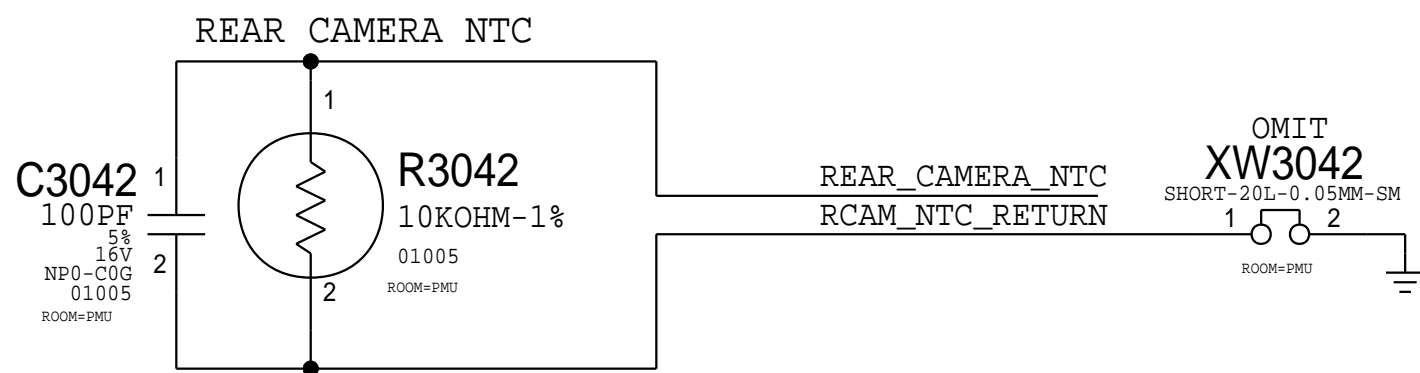 REAR CAMERA NTC
1
C3042
1
100PF
5%
16V
NP0-C0G
01005
2
ROOM=PMU
R3042
10KOHM-1%
01005
ROOM=PMU
2
REAR_CAMERA_NTC
RCAM_NTC_RETURN
OMIT
XW3042
SHORT-20L-0.05MM-SM
1
2
ROOM=PMU